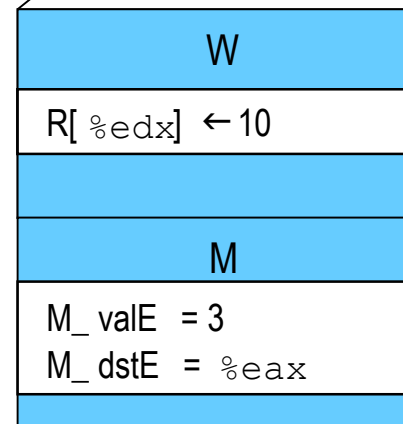 W
R[ %edx] ← 10
M
M_ valE = 3
M_ dstE = %eax